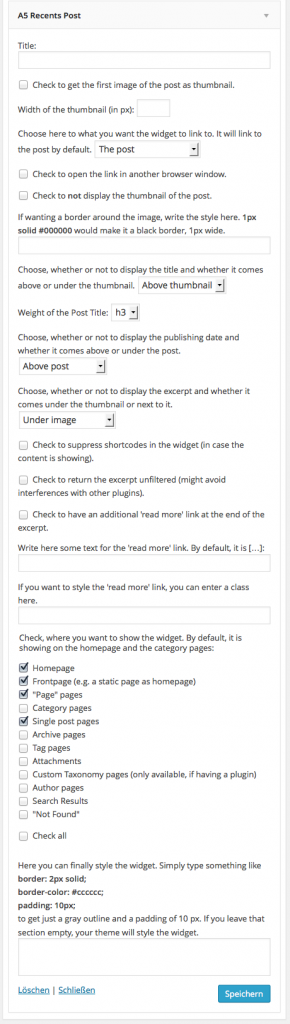 A5 Recents Post
Title:
Check to get the first image of the post as thumbnail.
Width of the thumbnail (in px):
Choose here to what you want the widget to link to. It will link
to the post by default. The post
Check to open the link in another browser window.
Check to not display the thumbnail of the post.
If wanting a border around the image, write the style here. 1px
solid #000000 would make it a black border, 1px wide.
Choose, whether or not to display the title and whether it comes
above or under the thumbnail. Above thumbnail
Weight of the Post Title: h3
Choose, whether or not to display the publishing date and
whether it comes above or under the post.
Above post
Choose, whether or not to display the excerpt and whether it
comes under the thumbnail or next to it.
Under image
Check to suppress shortcodes in the widget (in case the
content is showing).
Check to return the excerpt unfiltered (might avoid
interferences with other plugins).
Check to have an additional 'read more' link at the end of the
excerpt.
Write here some text for the 'read more' link. By default, it is […]:
If you want to style the 'read more' link, you can enter a class
here.
Check, where you want to show the widget. By default, it is
showing on the homepage and the category pages:
Homepage
Frontpage (e.g. a static page as homepage)
"Page" pages
Category pages
Single post pages
Archive pages
Tag pages
Attachments
Custom Taxonomy pages (only available, if having a plugin)
Author pages
Search Results
"Not Found"
Check all
Here you can finally style the widget. Simply type something like
border: 2px solid;
border-color: #cccccc;
padding: 10px;
to get just a gray outline and a padding of 10 px. If you leave that
section empty, your theme will style the widget.
Löschen | Schließen
Speichern